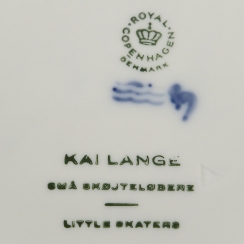 ROYAL
COPENHAGEN
DENMARK
KAI LANGE
SMÅ SKØJTELØBERE
LITTLE SKATERS